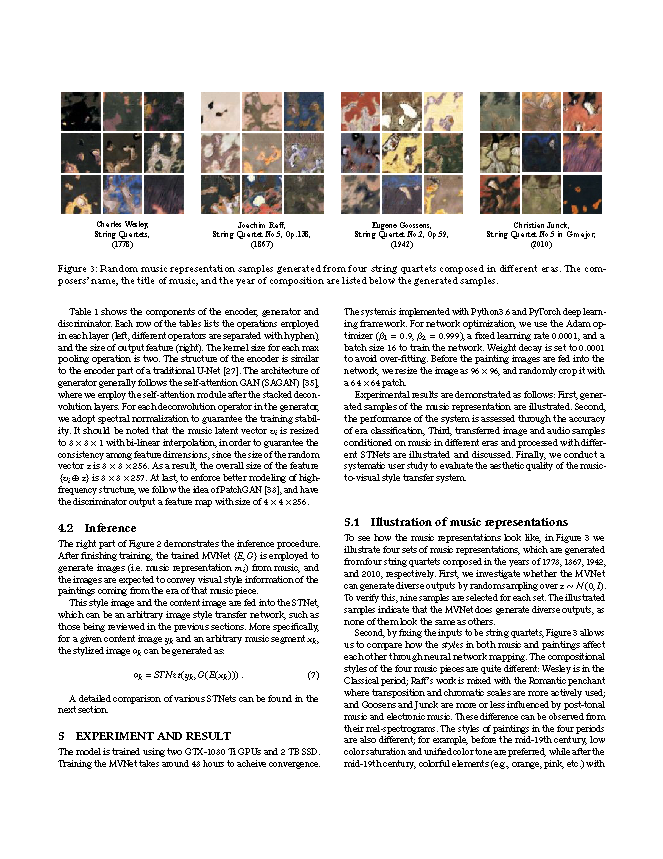 Charles Wesley,
String Quartets,
(1778)
Joachim Raff,
String Quartet No.5, Op.138,
(1867)
Eugene Goossens,
String Quartet No.2, Op.59,
(1942)
Christian Junck,
String Quartet No.5 in G major,
(2010)
Figure 3: Random music representation samples generated from four string quartets composed in different eras. The com-
posers' name, the title of music, and the year of composition are listed below the generated samples.
Table 1 shows the components of the encoder, generator and
discriminator. Each row of the tables lists the operations employed
in each layer (left, different operators are separated with hyphen),
and the size of output feature (right). The kernel size for each max
pooling operation is two. The structure of the encoder is similar
to the encoder part of a traditional U-Net [27]. The architecture of
generator generally follows the self-attention GAN (SAGAN) [35],
where we employ the self-attention module after the stacked decon-
volution layers. For each deconvolution operator in the generator,
we adopt spectral normalization to guarantee the training stabil-
ity. It should be noted that the music latent vector v_i is resized
to 8 × 8 × 1 with bi-linear interpolation, in order to guarantee the
consistency among feature dimensions, since the size of the random
vector z is 8 × 8 × 256. As a result, the overall size of the feature
{v_i ⊕ z} is 8 × 8 × 257. At last, to enforce better modeling of high-
frequency structure, we follow the idea of PatchGAN [38], and have
the discriminator output a feature map with size of 4 × 4 × 256.
4.2 Inference
The right part of Figure 2 demonstrates the inference procedure.
After finishing training, the trained MVNet {E, G} is employed to
generate images (i.e. music representation m_i) from music, and
the images are expected to convey visual style information of the
paintings coming from the era of that music piece.
This style image and the content image are fed into the STNet,
which can be an arbitrary image style transfer network, such as
those being reviewed in the previous sections. More specifically,
for a given content image y_k and an arbitrary music segment x_k,
the stylized image o_k can be generated as:
o_k = STNet(y_k, G(E(x_k))) . (7)
A detailed comparison of various STNets can be found in the
next section.
5 EXPERIMENT AND RESULT
The model is trained using two GTX-1080 Ti GPUs and 2 TB SSD.
Training the MVNet takes around 48 hours to acheive convergence.
The system is implemented with Python3.6 and PyTorch deep learn-
ing framework. For network optimization, we use the Adam op-
timizer (β1 = 0.9, β2 = 0.999), a fixed learning rate 0.0001, and a
batch size 16 to train the network. Weight decay is set to 0.0001
to avoid over-fitting. Before the painting images are fed into the
network, we resize the image as 96 × 96, and randomly crop it with
a 64 × 64 patch.
Experimental results are demonstrated as follows: First, gener-
ated samples of the music representation are illustrated. Second,
the performance of the system is assessed through the accuracy
of era classification, Third, transferred image and audio samples
conditioned on music in different eras and processed with differ-
ent STNets are illustrated and discussed. Finally, we conduct a
systematic user study to evaluate the aesthetic quality of the music-
to-visual style transfer system.
5.1 Illustration of music representations
To see how the music representations look like, in Figure 3 we
illustrate four sets of music representations, which are generated
from four string quartets composed in the years of 1778, 1867, 1942,
and 2010, respectively. First, we investigate whether the MVNet
can generate diverse outputs by random sampling over z ~ N(0, I).
To verify this, nine samples are selected for each set. The illustrated
samples indicate that the MVNet does generate diverse outputs, as
none of them look the same as others.
Second, by fixing the inputs to be string quartets, Figure 3 allows
us to compare how the styles in both music and paintings affect
each other through neural network mapping. The compositional
styles of the four music pieces are quite different: Wesley is in the
Classical period; Raff's work is mixed with the Romantic penchant
where transposition and chromatic scales are more actively used;
and Goosens and Junck are more or less influenced by post-tonal
music and electronic music. These difference can be observed from
their mel-spectrograms. The styles of paintings in the four periods
are also different; for example, before the mid-19th century, low
color saturation and unified color tone are preferred, while after the
mid-19th century, colorful elements (e.g., orange, pink, etc.) with